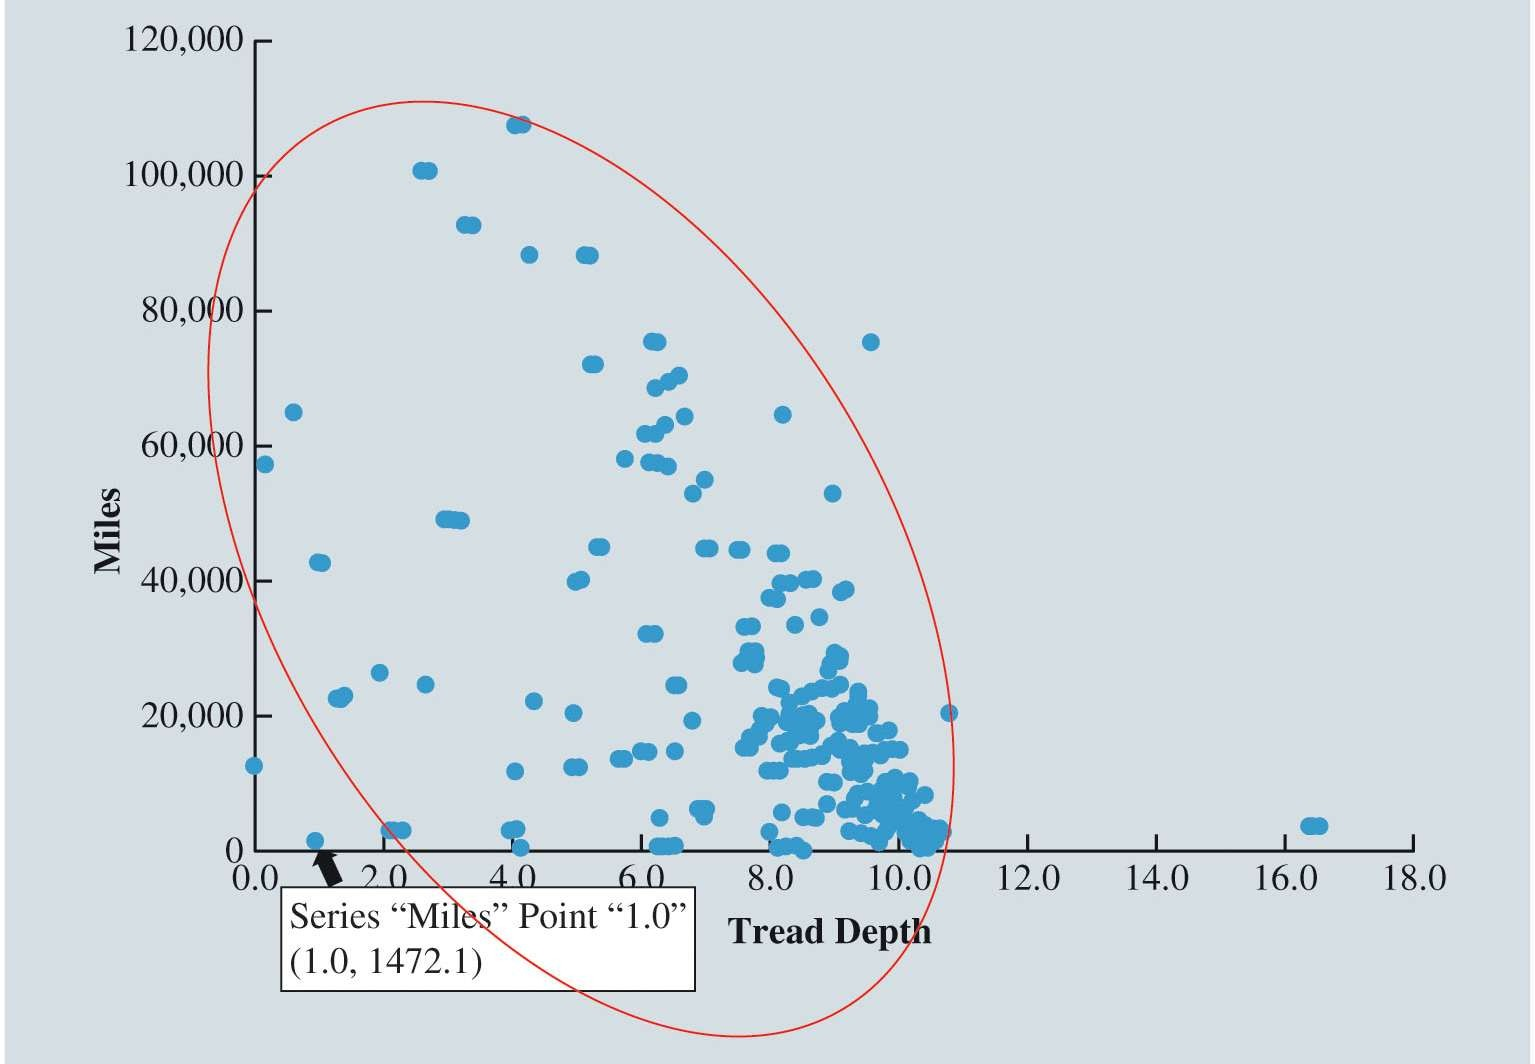 120,000
100,000
80,000
60,000
40,000
20,000
0
Miles
0.0 2.0 4.0 6.0 8.0 10.0 12.0 14.0 16.0 18.0
Tread Depth
Series “Miles” Point “1.0”
(1.0, 1472.1)